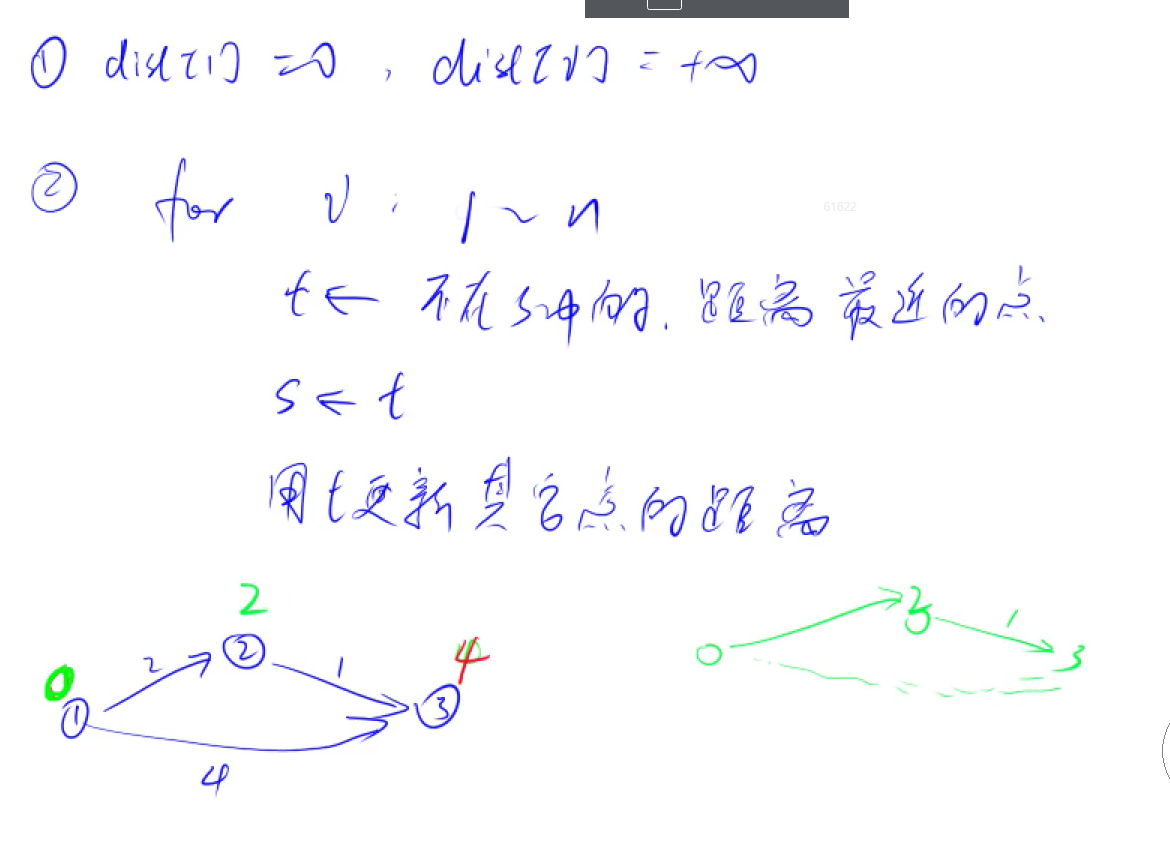 ① dist[1] = 0, dist[v] = +∞
② for v: 1 ~ n
t ← 不在s中的, 距离最近的点
s ← t
用t更新其它点的距离
2
0
① 2 ② 1 ③ 4
4
2 1 3
61622